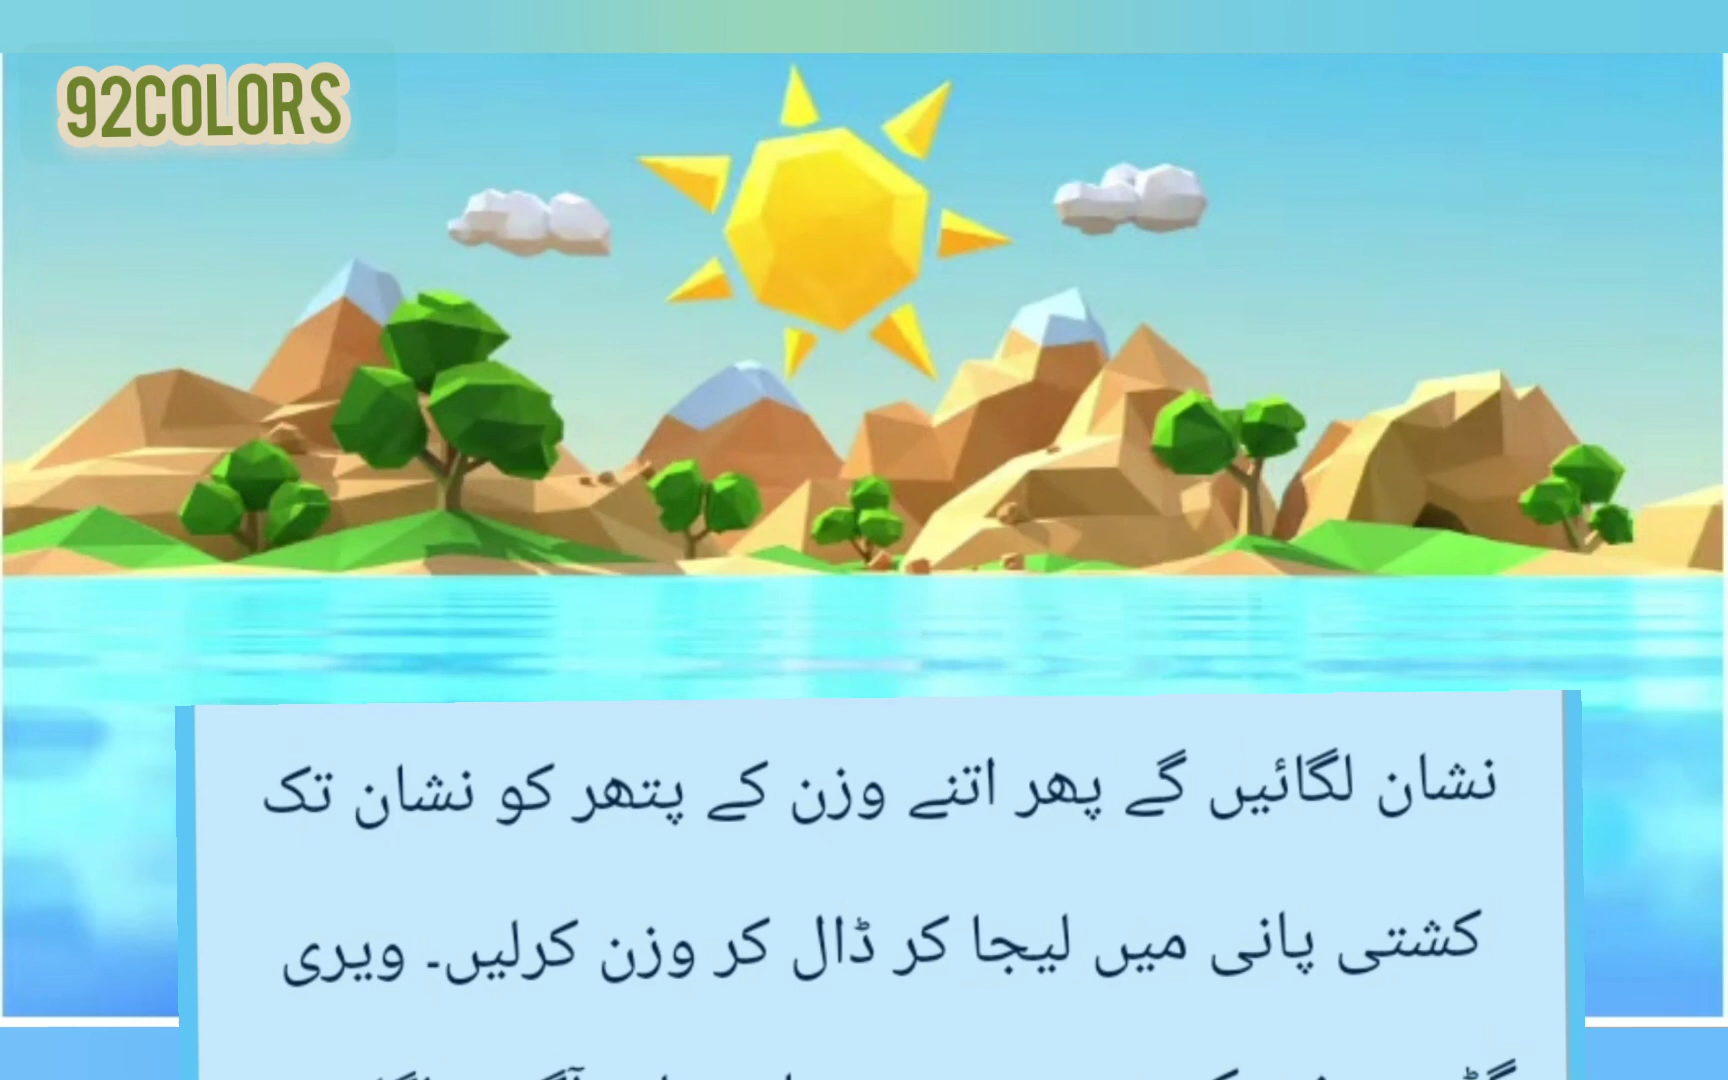 92COLORS
نشان لگائیں گے پھر اتنے وزن کے پتھر کو نشان تک
کشتی پانی میں لیجا کر ڈال کر وزن کرلیں۔ ویری